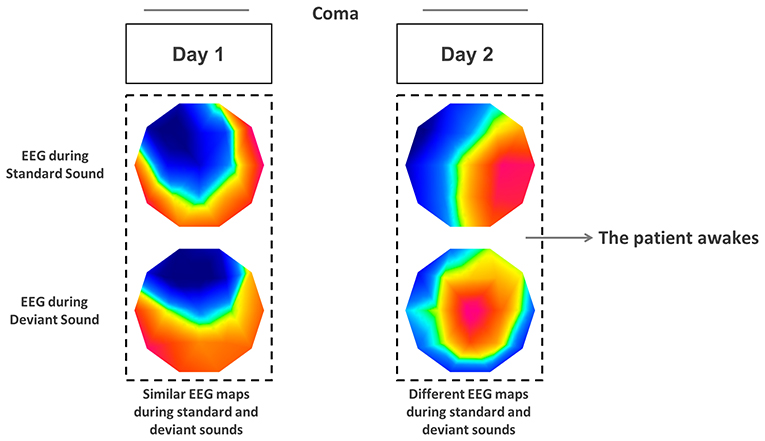 Coma
Day 1
Day 2
EEG during
Standard Sound
The patient awakes
EEG during
Deviant Sound
Similar EEG maps
during standard and
deviant sounds
Different EEG maps
during standard and
deviant sounds